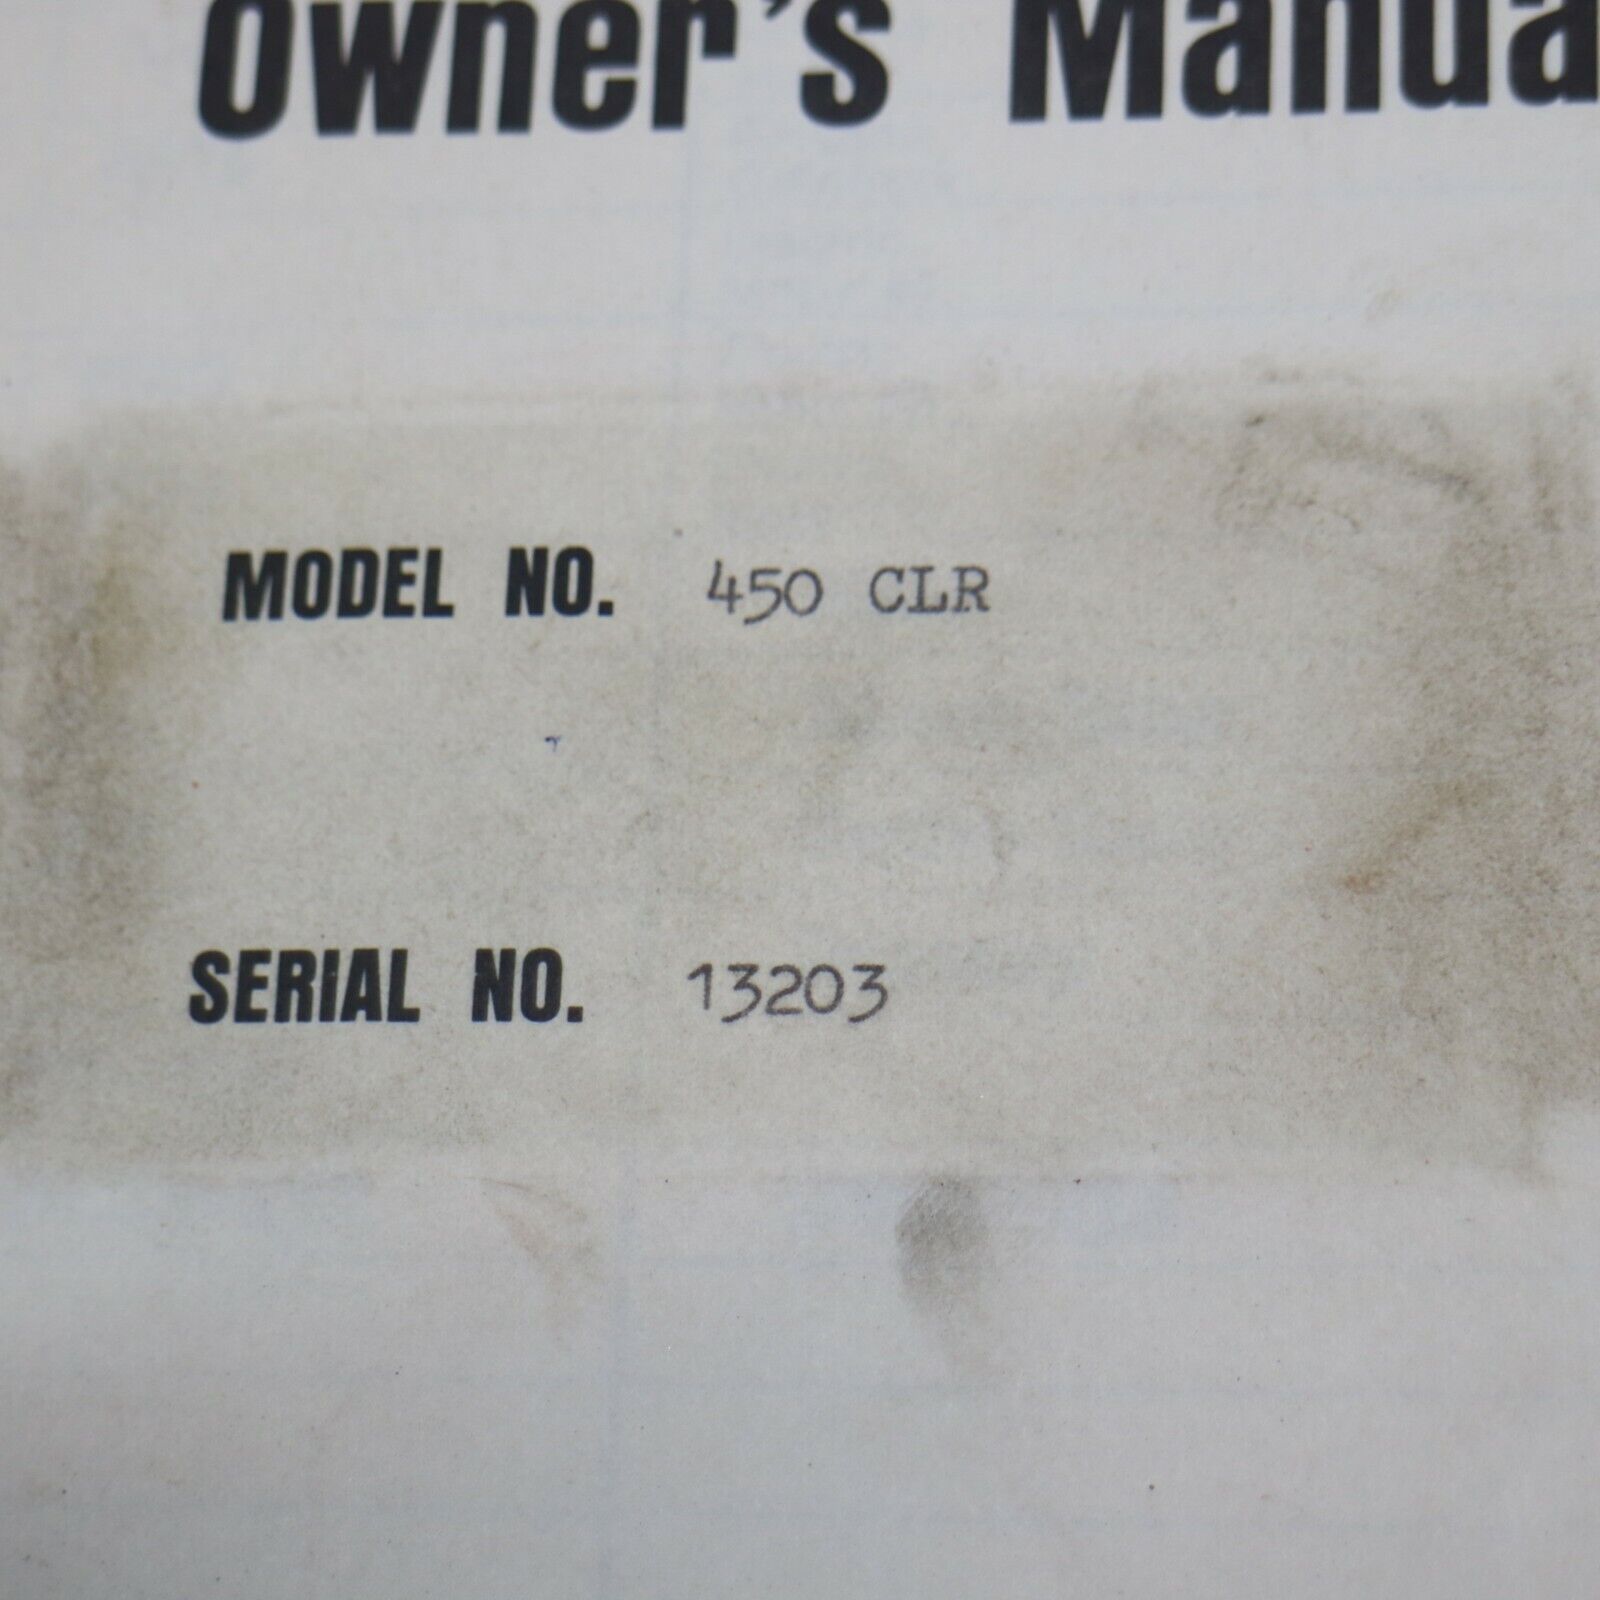 Owner's Manua
MODEL NO. 450 CLR
SERIAL NO. 13203